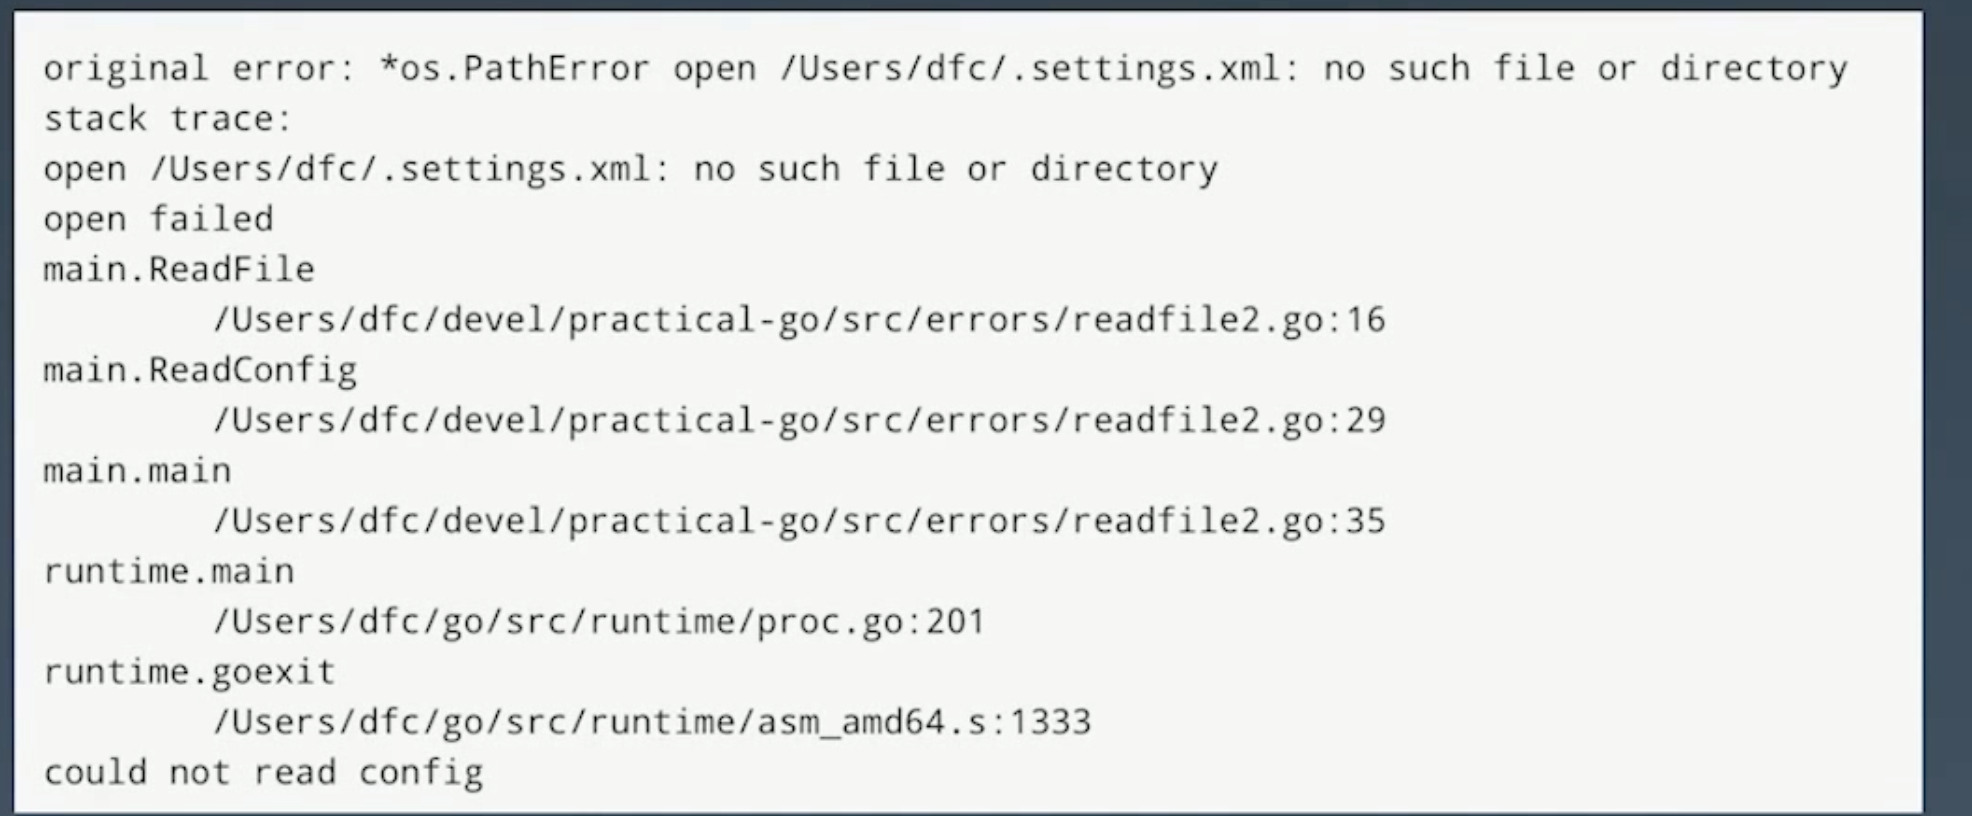 original error: *os.PathError open /Users/dfc/.settings.xml: no such file or directory
stack trace:
open /Users/dfc/.settings.xml: no such file or directory
open failed
main.ReadFile
        /Users/dfc/devel/practical-go/src/errors/readfile2.go:16
main.ReadConfig
        /Users/dfc/devel/practical-go/src/errors/readfile2.go:29
main.main
        /Users/dfc/devel/practical-go/src/errors/readfile2.go:35
runtime.main
        /Users/dfc/go/src/runtime/proc.go:201
runtime.goexit
        /Users/dfc/go/src/runtime/asm_amd64.s:1333
could not read config